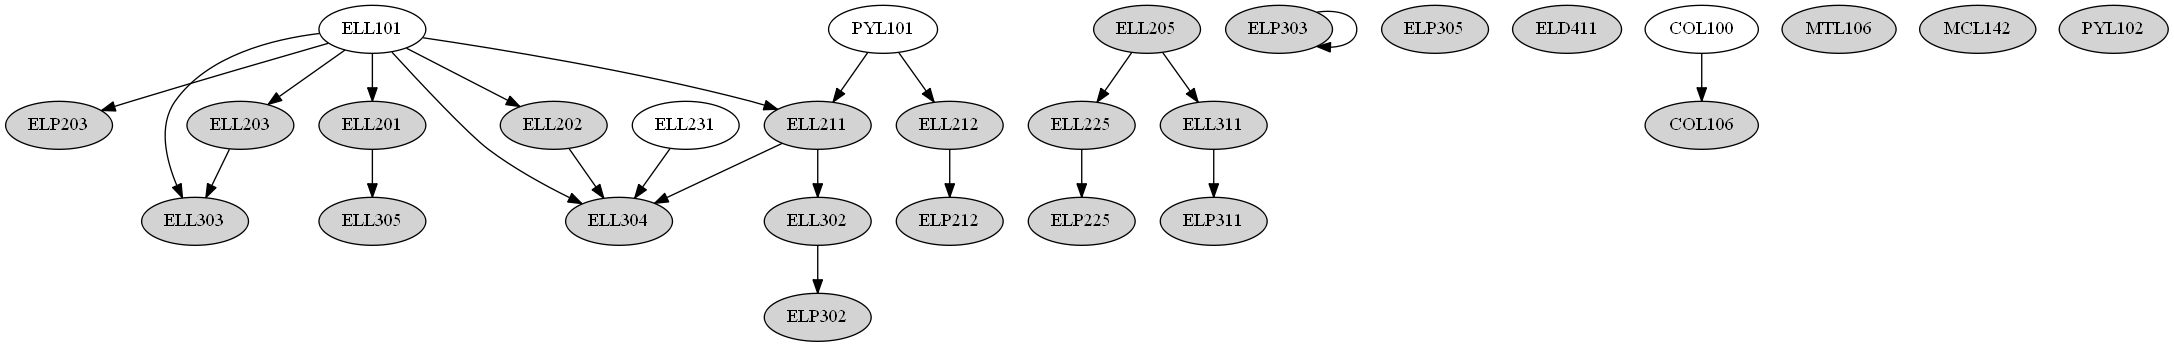 ELL101 PYL101 ELL205 ELP303 ELP305 ELD411 COL100 MTL106 MCL142 PYL102
ELP203 ELL203 ELL201 ELL202 ELL231 ELL211 ELL212 ELL225 ELL311 COL106
ELL303 ELL305 ELL304 ELL302 ELP212 ELP225 ELP311
ELP302